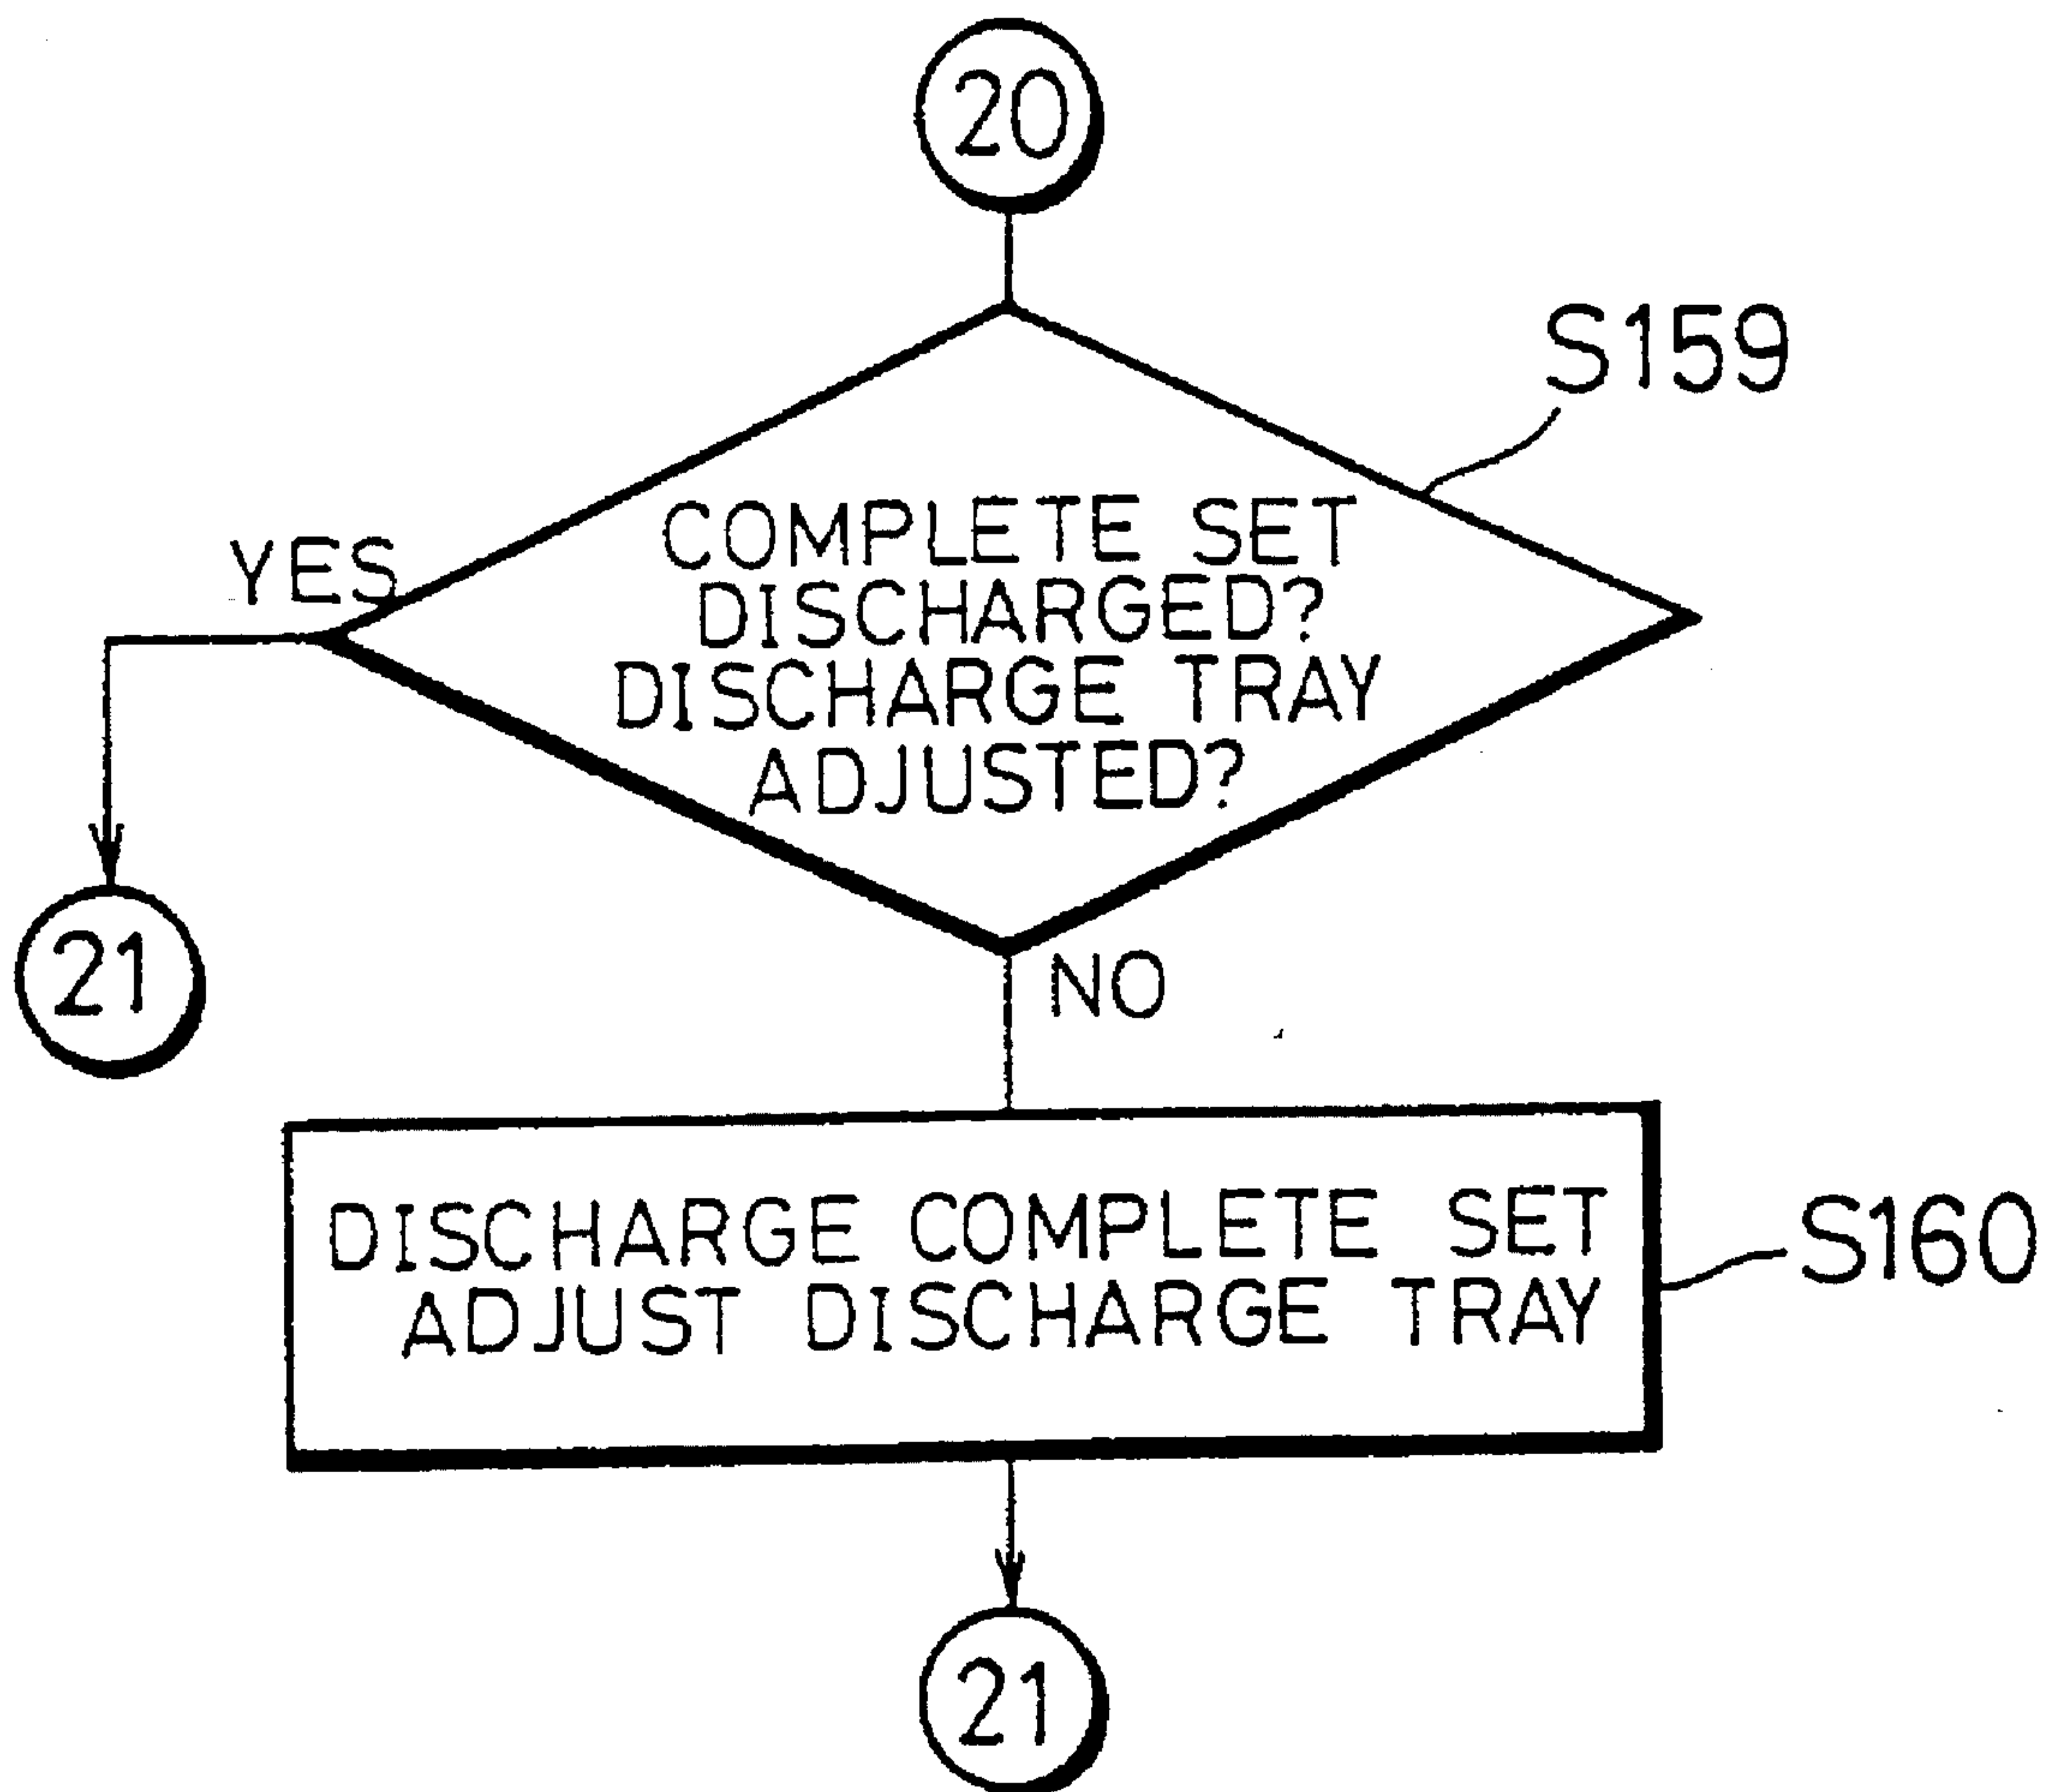 20
S159
COMPLETE SET
DISCHARGED?
DISCHARGE TRAY
ADJUSTED?
YES
21
NO
DISCHARGE COMPLETE SET
ADJUST DISCHARGE TRAY
S160
21